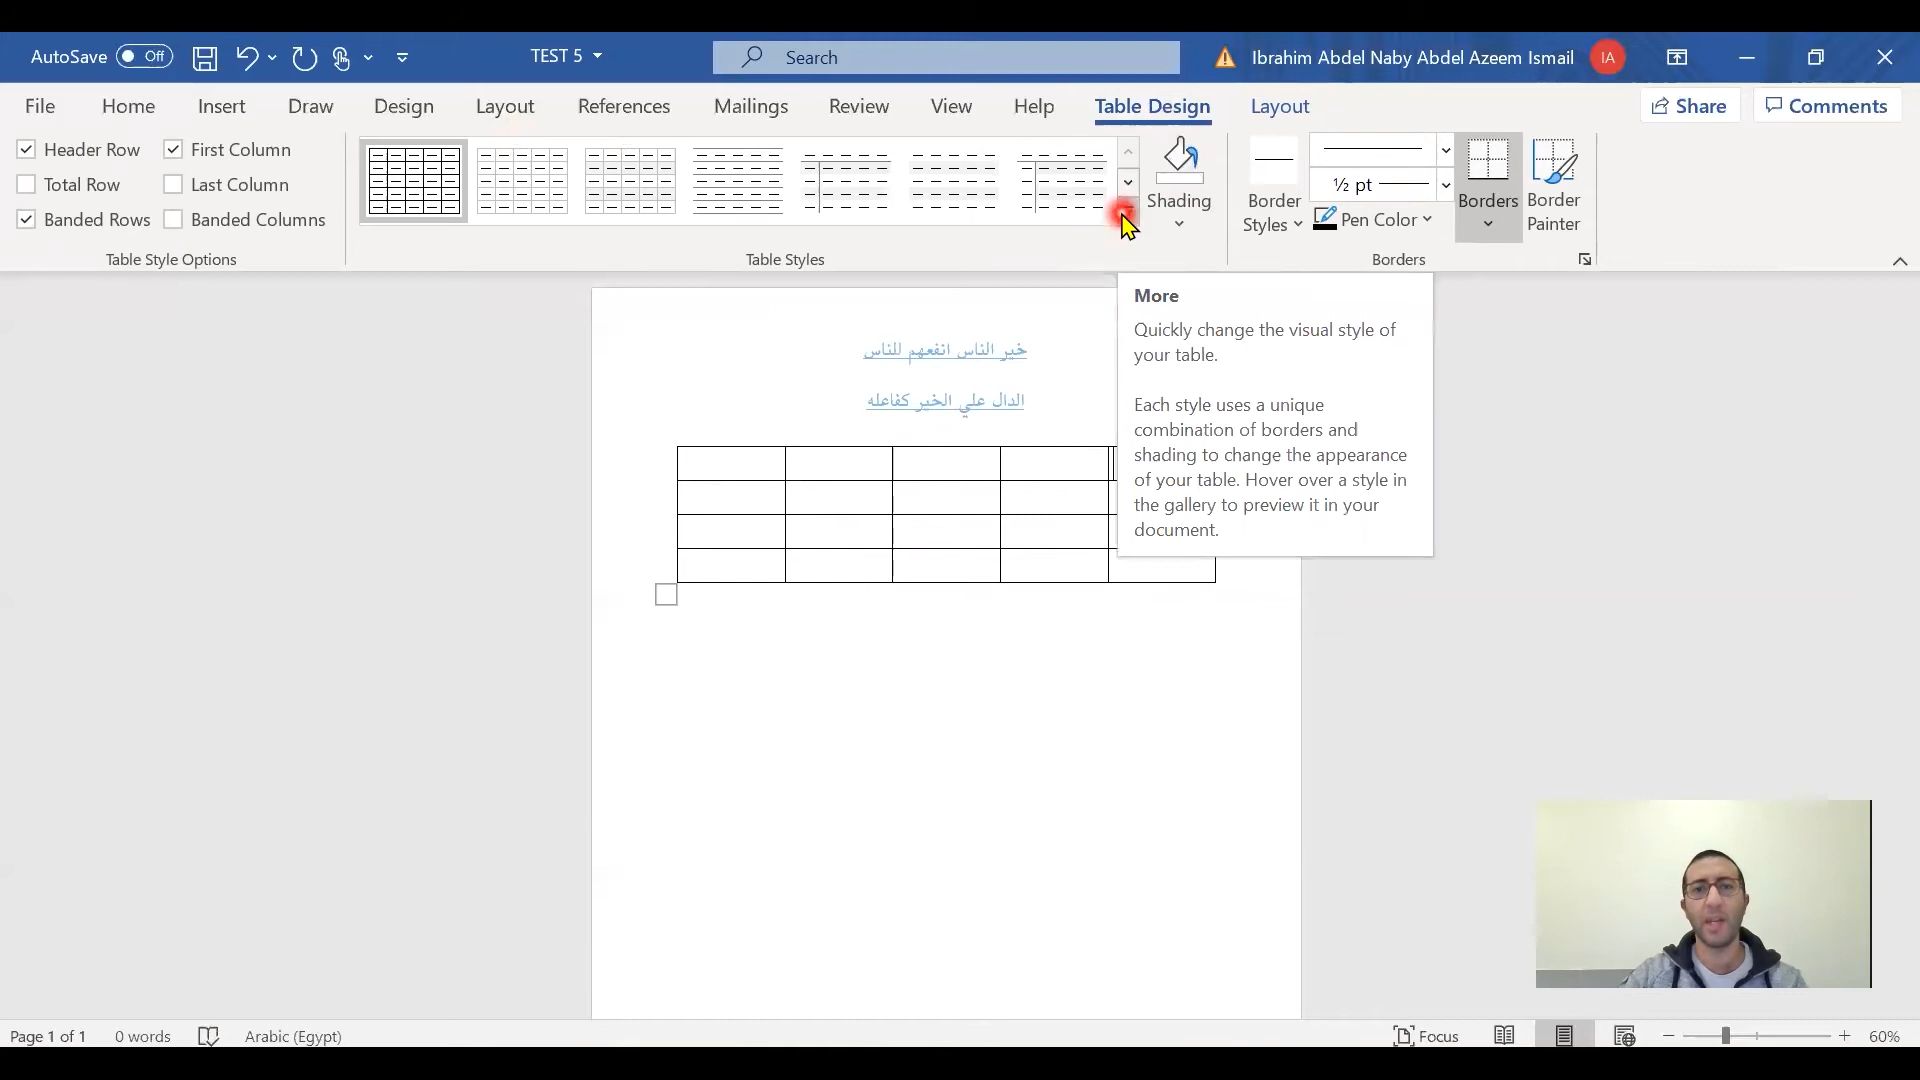 AutoSave Off TEST 5 Search Ibrahim Abdel Naby Abdel Azeem Ismail IA
File Home Insert Draw Design Layout References Mailings Review View Help Table Design Layout Share Comments
Header Row First Column
Total Row Last Column
Banded Rows Banded Columns
Table Style Options
Table Styles
Shading
Border Styles
½ pt
Pen Color
Borders
Border Painter
Borders
More
Quickly change the visual style of
your table.
Each style uses a unique
combination of borders and
shading to change the appearance
of your table. Hover over a style in
the gallery to preview it in your
document.
خير الناس انفعهم للناس
الدال علي الخير كفاعله
Page 1 of 1 0 words Arabic (Egypt) Focus 60%